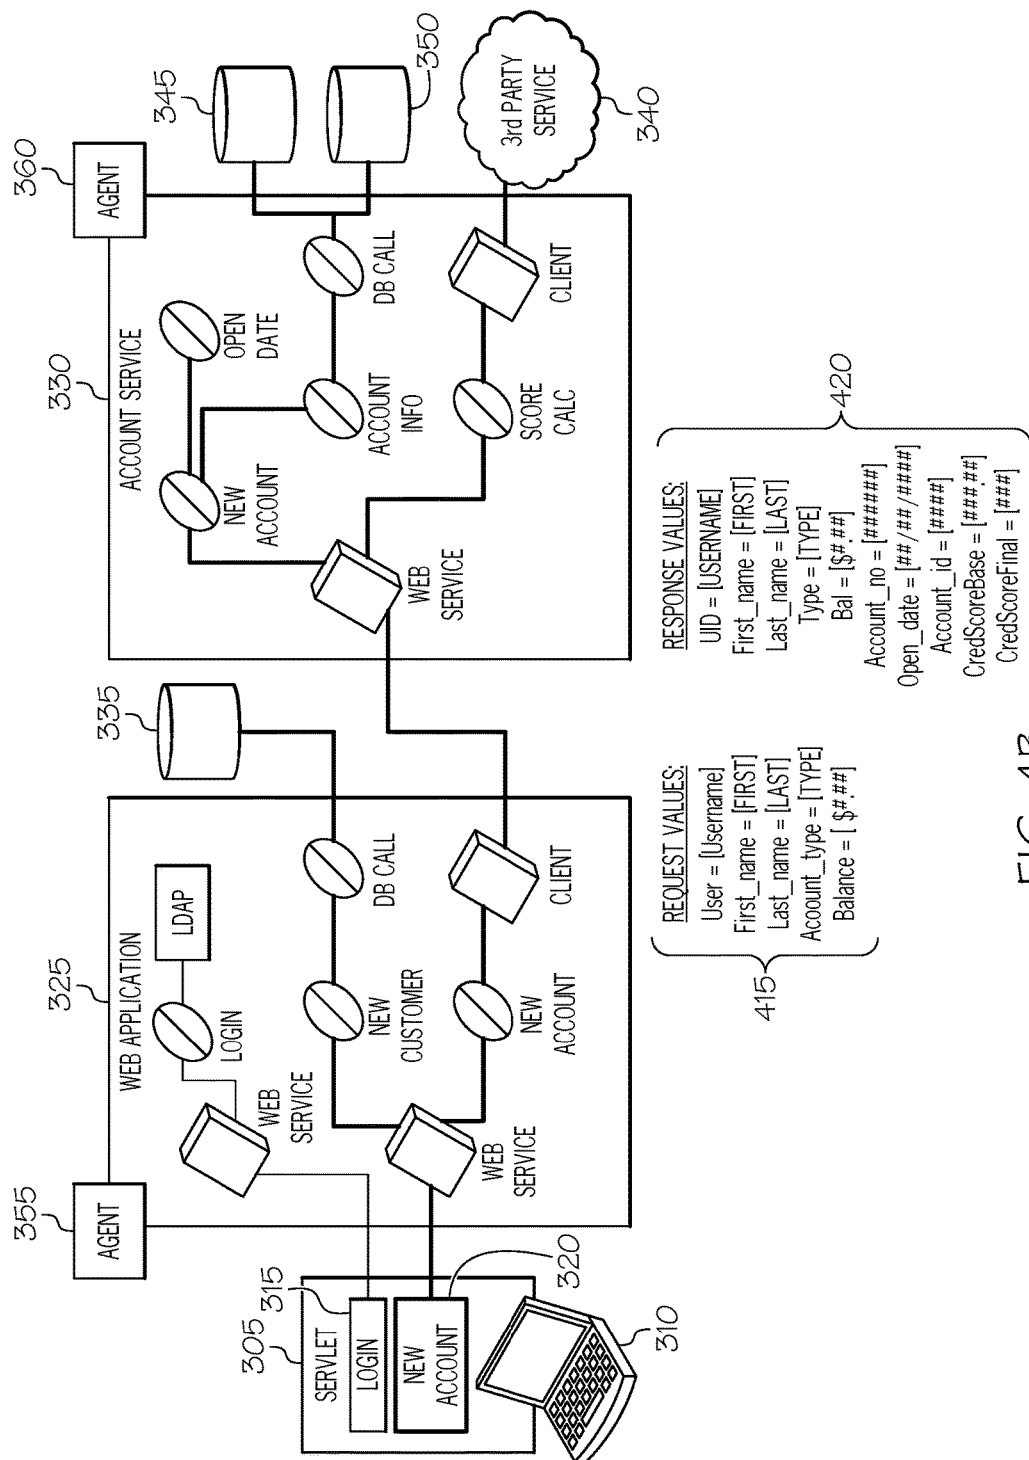 355
AGENT
325
WEB APPLICATION
LOGIN
LDAP
WEB
SERVICE
335
305
SERVLET
315
LOGIN
NEW
ACCOUNT
320
310
WEB
SERVICE
NEW
CUSTOMER
DB CALL
NEW
ACCOUNT
CLIENT
330
ACCOUNT SERVICE
360
AGENT
NEW
ACCOUNT
OPEN
DATE
ACCOUNT
INFO
DB CALL
WEB
SERVICE
SCORE
CALC
CLIENT
345
350
3rd PARTY
SERVICE
340
415
REQUEST VALUES:
User = [Username]
First_name = [FIRST]
Last_name = [LAST]
Acoount_type = [TYPE]
Balance = [ $#.##]
RESPONSE VALUES:
UID = [USERNAME]
First_name = [FIRST]
Last_name = [LAST]
Type = [TYPE]
Bal = [$#.##]
Account_no = [######]
Open_date = [##/##/####]
Account_id = [####]
CredScoreBase = [###.##]
CredScoreFinal = [###]
420
FIG. 4B